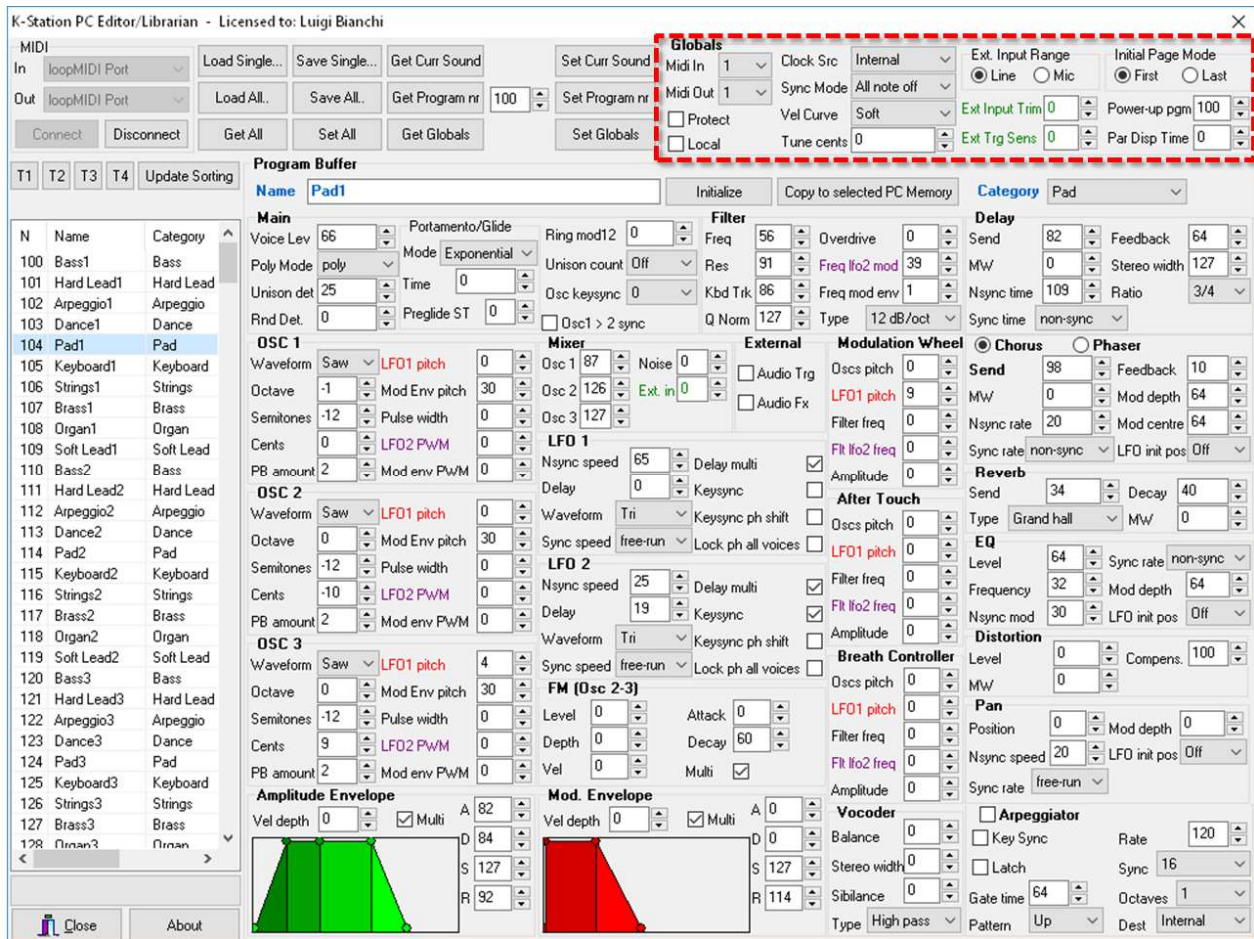 K-Station PC Editor/Librarian - Licensed to: Luigi Bianchi
MIDI
In loopMIDI Port
Out loopMIDI Port
Connect Disconnect
Load Single... Save Single... Get Curr Sound Set Curr Sound
Load All.. Save All.. Get Program nr 100 Set Program nr
Get All Set All Get Globals Set Globals
Globals
Midi In 1 Clock Src Internal Ext. Input Range Initial Page Mode
Line Mic First Last
Midi Out 1 Sync Mode All note off
Protect Vel Curve Soft Ext Input Trim 0 Power-up pgm 100
Local Tune cents 0 Ext Trg Sens 0 Par Disp Time 0
T1 T2 T3 T4 Update Sorting
N Name Category
100 Bass1 Bass
101 Hard Lead1 Hard Lead
102 Arpeggio1 Arpeggio
103 Dance1 Dance
104 Pad1 Pad
105 Keyboard1 Keyboard
106 Strings1 Strings
107 Brass1 Brass
108 Organ1 Organ
109 Soft Lead1 Soft Lead
110 Bass2 Bass
111 Hard Lead2 Hard Lead
112 Arpeggio2 Arpeggio
113 Dance2 Dance
114 Pad2 Pad
115 Keyboard2 Keyboard
116 Strings2 Strings
117 Brass2 Brass
118 Organ2 Organ
119 Soft Lead2 Soft Lead
120 Bass3 Bass
121 Hard Lead3 Hard Lead
122 Arpeggio3 Arpeggio
123 Dance3 Dance
124 Pad3 Pad
125 Keyboard3 Keyboard
126 Strings3 Strings
127 Brass3 Brass
128 Organ3 Organ
Close About
Program Buffer
Name Pad1 Initialize Copy to selected PC Memory Category Pad
Main
Voice Lev 66
Poly Mode poly
Unison det 25
Rnd Det. 0
Portamento/Glide
Mode Exponential
Time 0
Preglide ST 0
Ring mod12 0
Unison count Off
Osc keysync 0
Osc1 > 2 sync
Filter
Freq 56 Overdrive 0
Res 91 Freq lfo2 mod 39
Kbd Trk 86 Freq mod env 1
Q Norm 127 Type 12 dB/oct
Delay
Send 82 Feedback 64
MW 0 Stereo width 127
Nsync time 109 Ratio 3/4
Sync time non-sync
OSC 1
Waveform Saw LFO1 pitch 0
Octave -1 Mod Env pitch 30
Semitones -12 Pulse width 0
Cents 0 LFO2 PWM 0
PB amount 2 Mod env PWM 0
OSC 2
Waveform Saw LFO1 pitch 0
Octave 0 Mod Env pitch 30
Semitones -12 Pulse width 0
Cents -10 LFO2 PWM 0
PB amount 2 Mod env PWM 0
OSC 3
Waveform Saw LFO1 pitch 4
Octave 0 Mod Env pitch 30
Semitones -12 Pulse width 0
Cents 9 LFO2 PWM 0
PB amount 2 Mod env PWM 0
Amplitude Envelope
Vel depth 0 Multi
A 82
D 84
S 127
R 92
Mixer
Osc 1 87 Noise 0
Osc 2 126 Ext. in 0
Osc 3 127
External
Audio Trg
Audio Fx
LFO 1
Nsync speed 65 Delay multi
Delay 0 Keysync
Waveform Tri Keysync ph shift
Sync speed free-run Lock ph all voices
LFO 2
Nsync speed 25 Delay multi
Delay 19 Keysync
Waveform Tri Keysync ph shift
Sync speed free-run Lock ph all voices
FM (Osc 2-3)
Level 0 Attack 0
Depth 0 Decay 60
Vel 0 Multi
Mod. Envelope
Vel depth 0 Multi
A 0
D 0
S 127
R 114
Modulation Wheel
Oscs pitch 0
LFO1 pitch 9
Filter freq 0
Flt lfo2 freq 0
Amplitude 0
After Touch
Oscs pitch 0
LFO1 pitch 0
Filter freq 0
Flt lfo2 freq 0
Amplitude 0
Breath Controller
Oscs pitch 0
LFO1 pitch 0
Filter freq 0
Flt lfo2 freq 0
Amplitude 0
Vocoder
Balance 0
Stereo width 0
Sibilance 0
Type High pass
Chorus Phaser
Send 98 Feedback 10
MW 0 Mod depth 64
Nsync rate 20 Mod centre 64
Sync rate non-sync LFO init pos Off
Reverb
Send 34 Decay 40
Type Grand hall MW 0
EQ
Level 64 Sync rate non-sync
Frequency 32 Mod depth 64
Nsync mod 30 LFO init pos Off
Distortion
Level 0 Compens. 100
MW 0
Pan
Position 0 Mod depth 0
Nsync speed 20 LFO init pos Off
Sync rate free-run
Arpeggiator
Key Sync Rate 120
Latch Sync 16
Gate time 64 Octaves 1
Pattern Up Dest Internal